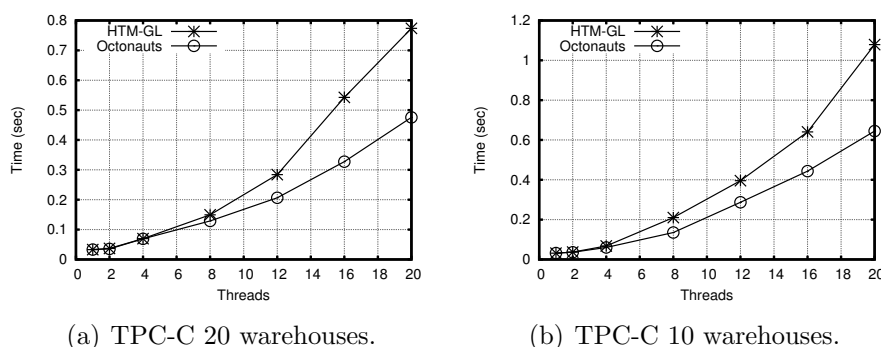 HTM-GL
Octonauts
0.8
0.7
0.6
0.5
0.4
0.3
0.2
0.1
0
Time (sec)
0 2 4 6 8 10 12 14 16 18 20
Threads
(a) TPC-C 20 warehouses.
HTM-GL
Octonauts
1.2
1
0.8
0.6
0.4
0.2
0
Time (sec)
0 2 4 6 8 10 12 14 16 18 20
Threads
(b) TPC-C 10 warehouses.